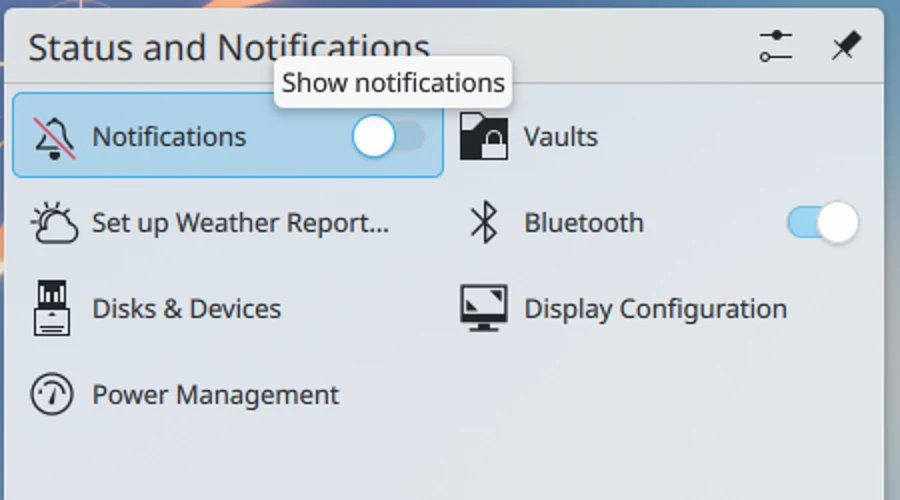 Status and Notifications
Show notifications
Notifications
Vaults
Set up Weather Report...
Bluetooth
Disks & Devices
Display Configuration
Power Management